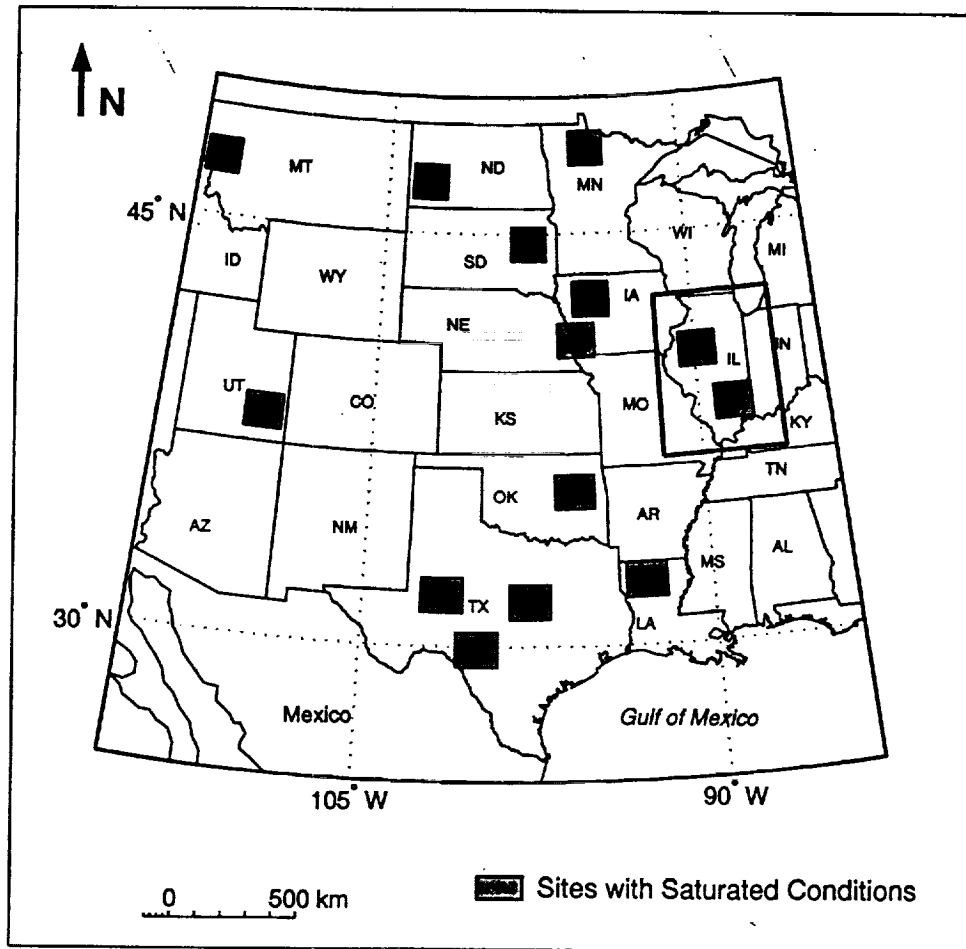 N
MT
ND
MN
45° N
WI
MI
ID
SD
WY
IA
NE
IN
IL
UT
CO
MO
KS
KY
TN
OK
AR
AZ
NM
MS
AL
TX
30° N
LA
Mexico
Gulf of Mexico
105° W
90° W
0 500 km
Sites with Saturated Conditions